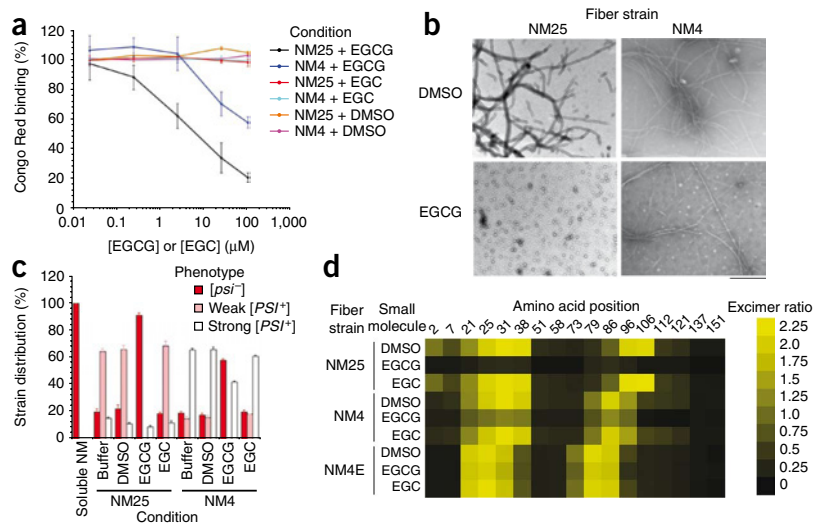 a
120
100
80
60
40
20
0
Congo Red binding (%)
0.01 0.1 1 10 100 1,000
[EGCG] or [EGC] (μM)
Condition
NM25 + EGCG
NM4 + EGCG
NM25 + EGC
NM4 + EGC
NM25 + DMSO
NM4 + DMSO
b
Fiber strain
NM25 NM4
DMSO
EGCG
c
Phenotype
[psi−]
Weak [PSI+]
Strong [PSI+]
120
100
80
60
40
20
0
Strain distribution (%)
Soluble NM
Buffer
DMSO
EGCG
EGC
Buffer
DMSO
EGCG
EGC
NM25 NM4
Condition
d
Fiber strain
Small molecule
Amino acid position
2 7 21 25 31 38 51 58 73 79 86 96 106 112 121 137 151
NM25
DMSO
EGCG
EGC
NM4
DMSO
EGCG
EGC
NM4E
DMSO
EGCG
EGC
Excimer ratio
2.25
2.0
1.5
1.25
1.0
0.75
0.5
0.25
0